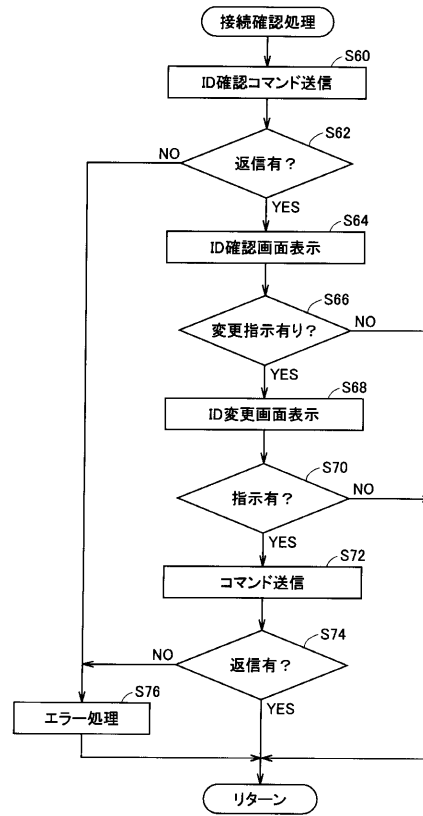 接続確認処理
S60
ID確認コマンド送信
S62
返信有?
NO
YES
S64
ID確認画面表示
S66
変更指示有り?
NO
YES
S68
ID変更画面表示
S70
指示有?
NO
YES
S72
コマンド送信
S74
返信有?
NO
YES
S76
エラー処理
リターン